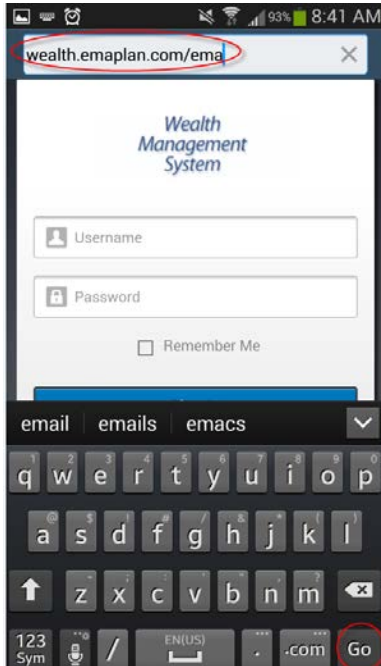 93% 8:41 AM
wealth.emaplan.com/ema
Wealth
Management
System
Username
Password
Remember Me
email emails emacs
1 2 3 4 5 6 7 8 9 0
q w e r t y u i o p
a s d f g h j k l
z x c v b n m
123
Sym / EN(US) . .com Go